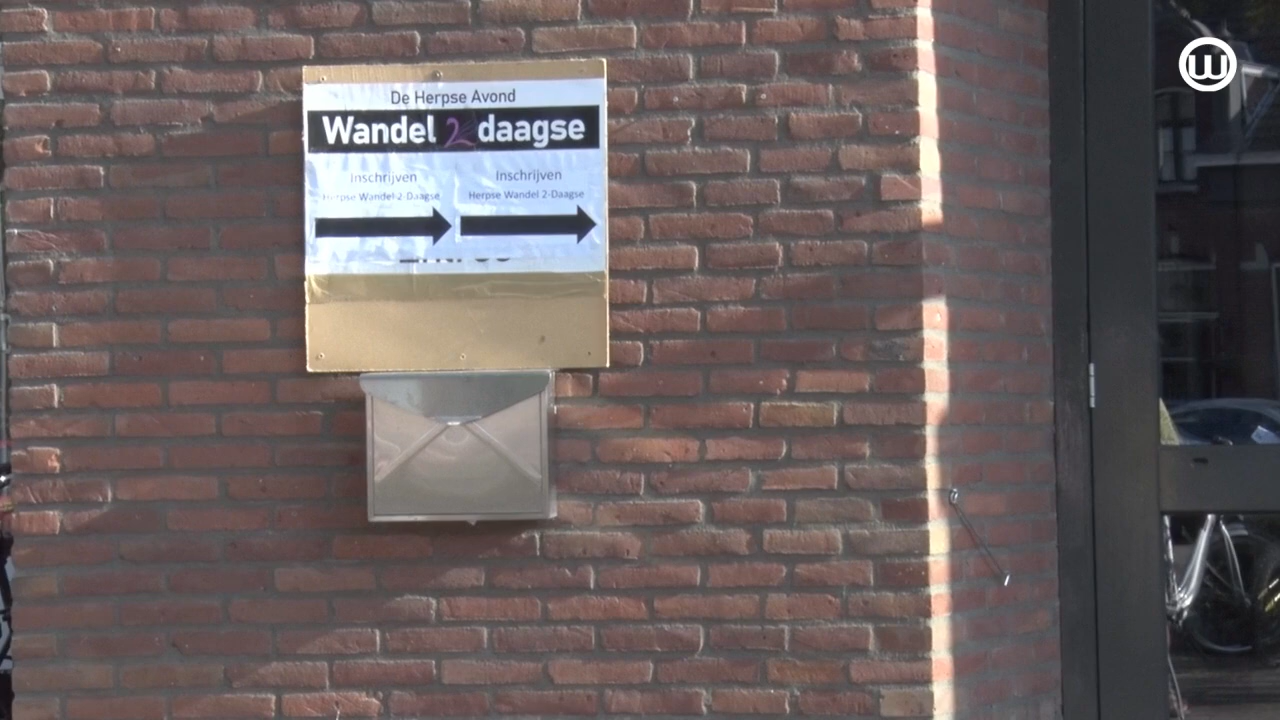 De Herpse Avond
Wandel 2 daagse
Inschrijven Inschrijven
Herpse Wandel 2-Daagse Herpse Wandel 2-Daagse
W